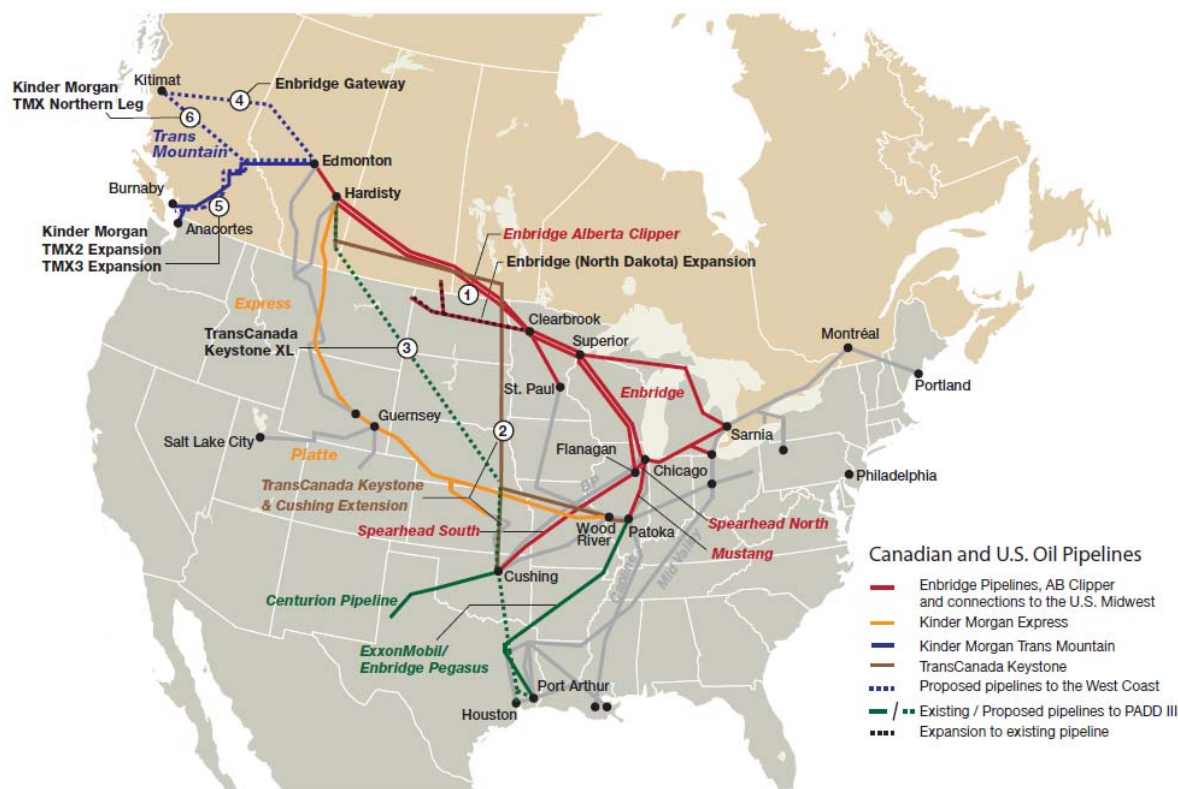 Kitimat
Kinder Morgan
TMX Northern Leg
4
Enbridge Gateway
6
Trans
Mountain
Edmonton
Burnaby
Hardisty
5
Anacortes
Kinder Morgan
TMX2 Expansion
TMX3 Expansion
Enbridge Alberta Clipper
Enbridge (North Dakota) Expansion
1
Express
Clearbrook
Montréal
TransCanada
Keystone XL
3
Superior
Portland
St. Paul
Enbridge
Guernsey
Salt Lake City
2
Sarnia
Flanagan
Chicago
Philadelphia
Platte
BP
TransCanada Keystone
& Cushing Extension
Spearhead South
Wood
River
Patoka
Spearhead North
Mustang
Capline
Mid Valley
Cushing
Centurion Pipeline
ExxonMobil/
Enbridge Pegasus
Port Arthur
Houston
Canadian and U.S. Oil Pipelines
Enbridge Pipelines, AB Clipper
and connections to the U.S. Midwest
Kinder Morgan Express
Kinder Morgan Trans Mountain
TransCanada Keystone
Proposed pipelines to the West Coast
/ Existing / Proposed pipelines to PADD III
Expansion to existing pipeline